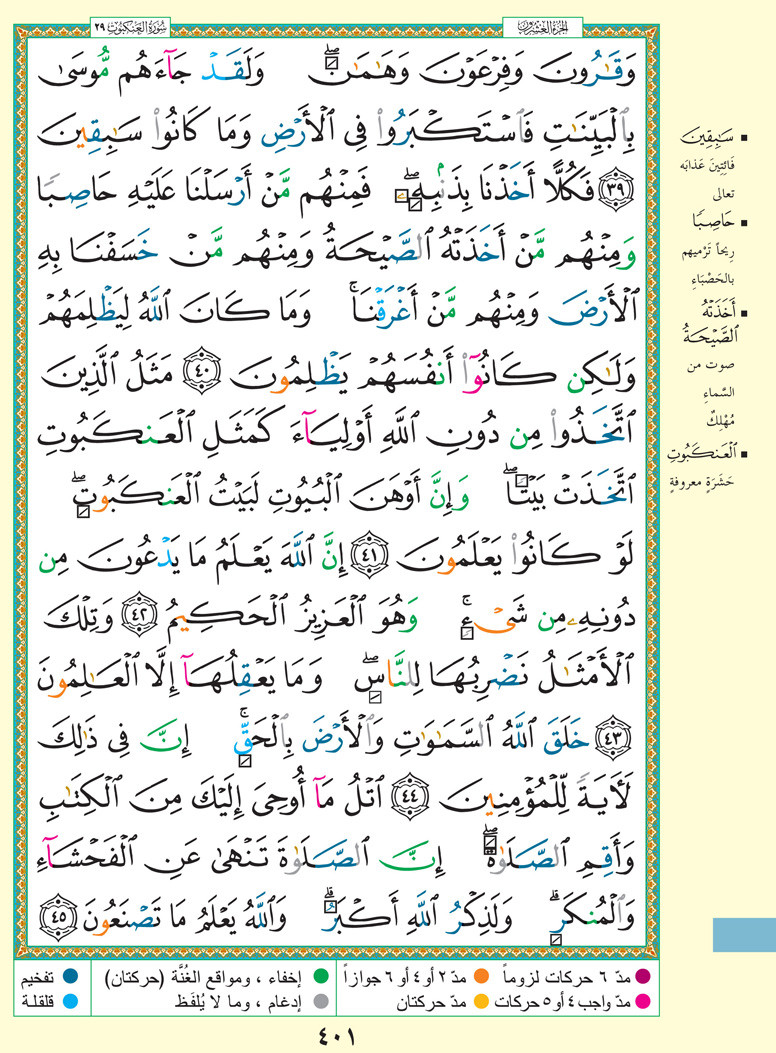 سورة العنكبوت ٢٩
الجزء العشرون
وَقَٰرُونَ وَفِرْعَوْنَ وَهَٰمَٰنَۖ وَلَقَدْ جَآءَهُم مُّوسَىٰ
بِٱلْبَيِّنَٰتِ فَٱسْتَكْبَرُوا۟ فِى ٱلْأَرْضِ وَمَا كَانُوا۟ سَٰبِقِينَ
﴿٣٩﴾ فَكُلًّا أَخَذْنَا بِذَنۢبِهِۦۖ فَمِنْهُم مَّنْ أَرْسَلْنَا عَلَيْهِ حَاصِبًا
وَمِنْهُم مَّنْ أَخَذَتْهُ ٱلصَّيْحَةُ وَمِنْهُم مَّنْ خَسَفْنَا بِهِ
ٱلْأَرْضَ وَمِنْهُم مَّنْ أَغْرَقْنَاۚ وَمَا كَانَ ٱللَّهُ لِيَظْلِمَهُمْ
وَلَٰكِن كَانُوٓا۟ أَنفُسَهُمْ يَظْلِمُونَ ﴿٤٠﴾ مَثَلُ ٱلَّذِينَ
ٱتَّخَذُوا۟ مِن دُونِ ٱللَّهِ أَوْلِيَآءَ كَمَثَلِ ٱلْعَنكَبُوتِ
ٱتَّخَذَتْ بَيْتًاۖ وَإِنَّ أَوْهَنَ ٱلْبُيُوتِ لَبَيْتُ ٱلْعَنكَبُوتِۖ
لَوْ كَانُوا۟ يَعْلَمُونَ ﴿٤١﴾ إِنَّ ٱللَّهَ يَعْلَمُ مَا يَدْعُونَ مِن
دُونِهِۦ مِن شَىْءٍۚ وَهُوَ ٱلْعَزِيزُ ٱلْحَكِيمُ ﴿٤٢﴾ وَتِلْكَ
ٱلْأَمْثَٰلُ نَضْرِبُهَا لِلنَّاسِۖ وَمَا يَعْقِلُهَآ إِلَّا ٱلْعَٰلِمُونَ
﴿٤٣﴾ خَلَقَ ٱللَّهُ ٱلسَّمَٰوَٰتِ وَٱلْأَرْضَ بِٱلْحَقِّۚ إِنَّ فِى ذَٰلِكَ
لَءَايَةً لِّلْمُؤْمِنِينَ ﴿٤٤﴾ ٱتْلُ مَآ أُوحِىَ إِلَيْكَ مِنَ ٱلْكِتَٰبِ
وَأَقِمِ ٱلصَّلَوٰةَۖ إِنَّ ٱلصَّلَوٰةَ تَنْهَىٰ عَنِ ٱلْفَحْشَآءِ
وَٱلْمُنكَرِۗ وَلَذِكْرُ ٱللَّهِ أَكْبَرُۗ وَٱللَّهُ يَعْلَمُ مَا تَصْنَعُونَ ﴿٤٥﴾
سَٰبِقِينَ
فَائِتِينَ عَذابَه
تعالى
حَاصِبًا
رِيحاً تَرْمِيهم
بالحَصْبَاءِ
أَخَذَتْهُ
ٱلصَّيْحَةُ
صوت من
السَّماءِ
مُهْلِكٌ
ٱلْعَنكَبُوتِ
حَشَرَةٍ معروفةٍ
مدّ ٦ حركات لزوماً مدّ ٢ أو ٤ أو ٦ جوازاً إخفاء ، ومواقع الغُنَّة (حركتان) تفخيم
مدّ واجب ٤ أو ٥ حركات مدّ حركتان إدغام ، وما لا يُلفَظ قلقلة
٤٠١